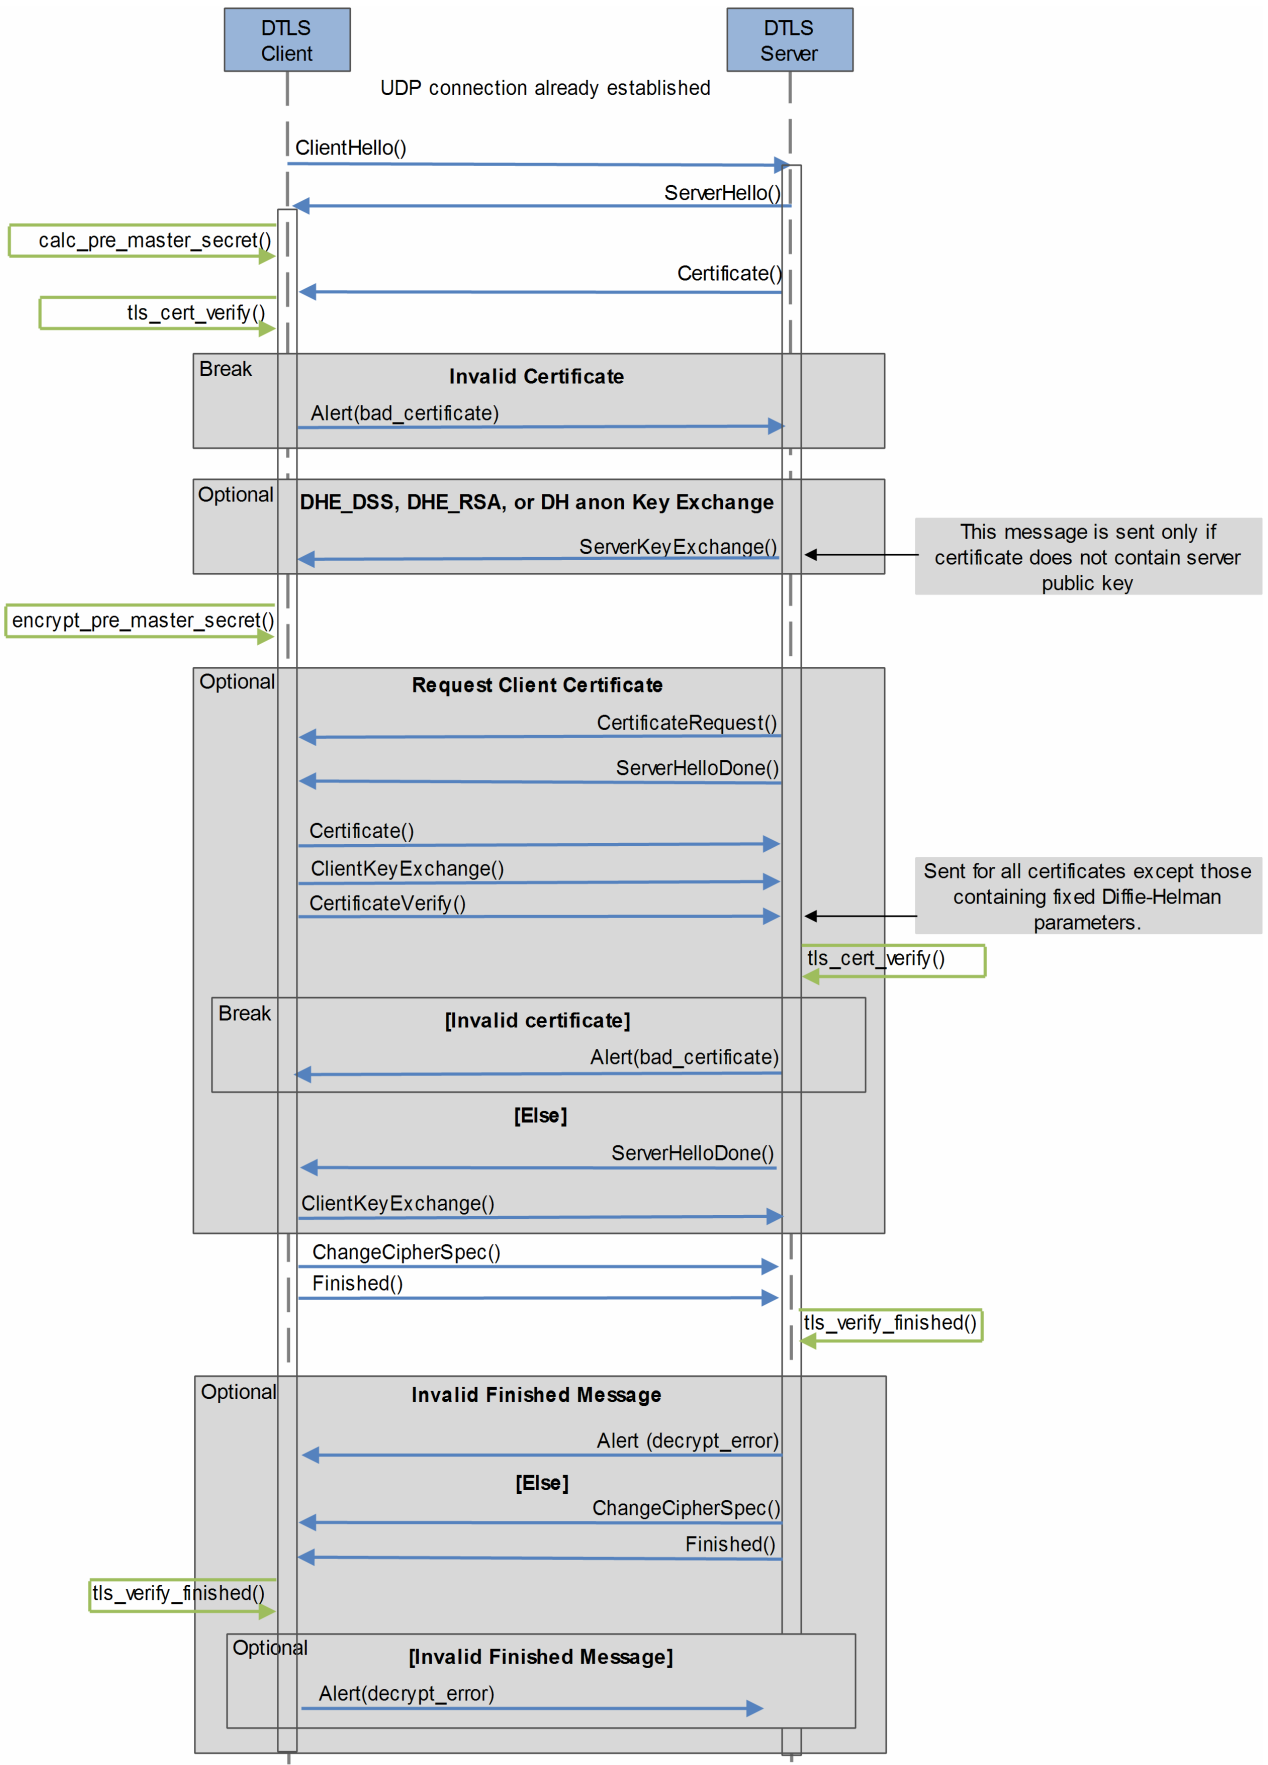 DTLS
Client
DTLS
Server
UDP connection already established
ClientHello()
ServerHello()
calc_pre_master_secret()
Certificate()
tls_cert_verify()
Break
Invalid Certificate
Alert(bad_certificate)
Optional
DHE_DSS, DHE_RSA, or DH anon Key Exchange
ServerKeyExchange()
This message is sent only if
certificate does not contain server
public key
encrypt_pre_master_secret()
Optional
Request Client Certificate
CertificateRequest()
ServerHelloDone()
Certificate()
ClientKeyExchange()
CertificateVerify()
Sent for all certificates except those
containing fixed Diffie-Helman
parameters.
tls_cert_verify()
Break
[Invalid certificate]
Alert(bad_certificate)
[Else]
ServerHelloDone()
ClientKeyExchange()
ChangeCipherSpec()
Finished()
tls_verify_finished()
Optional
Invalid Finished Message
Alert (decrypt_error)
[Else]
ChangeCipherSpec()
Finished()
tls_verify_finished()
Optional
[Invalid Finished Message]
Alert(decrypt_error)